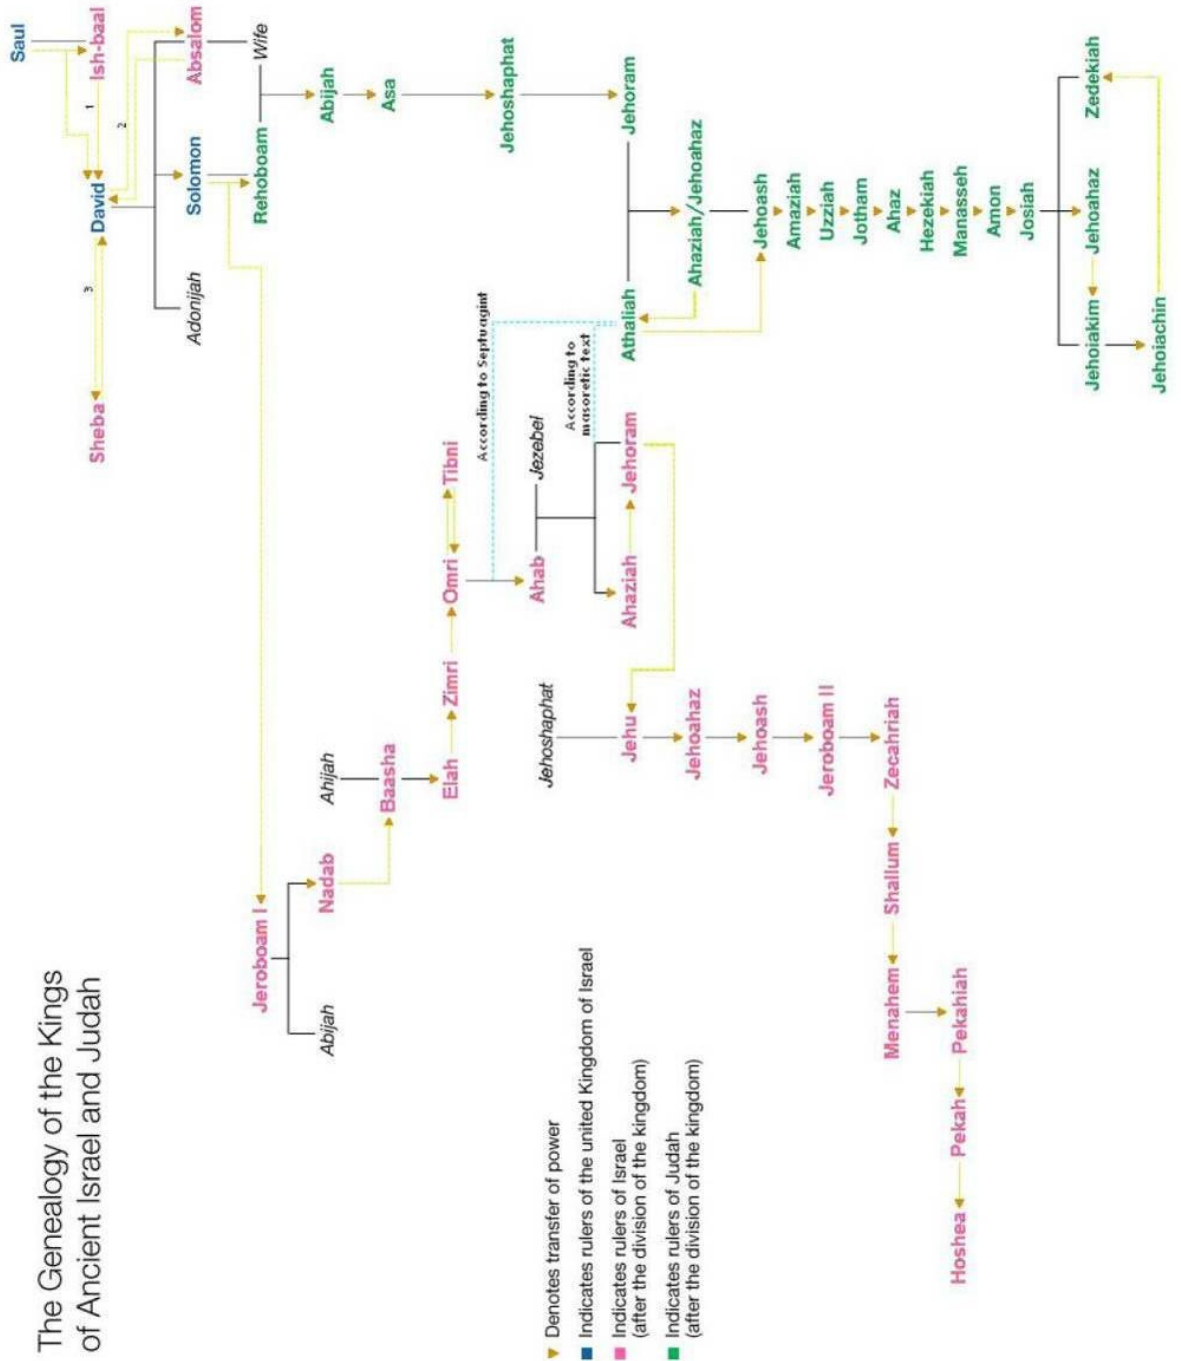 The Genealogy of the Kings
of Ancient Israel and Judah
Saul
Ish-baal
1
2
3
Sheba
David
Absalom
Adonijah
Solomon
Wife
Jeroboam I
Rehoboam
Abijah
Nadab
Ahijah
Abijah
Baasha
Asa
Elah
Zimri
Omri
Tibni
According to Septuagint
Jehoshaphat
Jehoshaphat
Ahab
Jezebel
According to
masoretic text
Jehu
Ahaziah
Jehoram
Athaliah
Jehoram
Jehoahaz
Ahaziah/Jehoahaz
Jehoash
Jehoash
Amaziah
Jeroboam II
Uzziah
Jotham
Zecahriah
Shallum
Menahem
Ahaz
Hezekiah
Hoshea
Pekah
Pekahiah
Manasseh
Amon
Josiah
Jehoiakim
Jehoahaz
Zedekiah
Jehoiachin
Denotes transfer of power
Indicates rulers of the united Kingdom of Israel
Indicates rulers of Israel
(after the division of the kingdom)
Indicates rulers of Judah
(after the division of the kingdom)